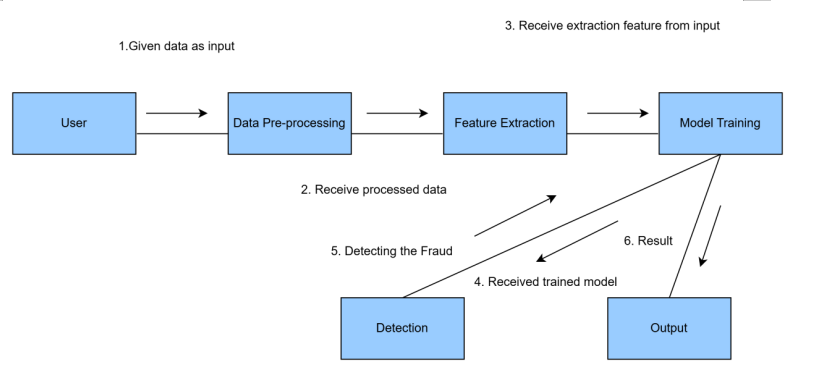 3. Receive extraction feature from input
1.Given data as input
User
Data Pre-processing
Feature Extraction
Model Training
2. Receive processed data
5. Detecting the Fraud
6. Result
4. Received trained model
Detection
Output